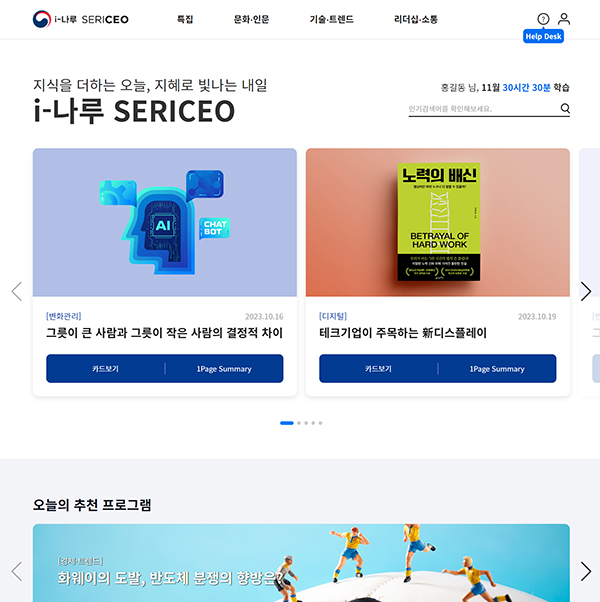 i-나루 SERICEO
특집
문화·인문
기술·트렌드
리더십·소통
?
Help Desk
지식을 더하는 오늘, 지혜로 빛나는 내일
i-나루 SERICEO
홍길동 님, 11월 30시간 30분 학습
인기검색어를 확인해보세요.
AI
CHAT
BOT
노력의 배신
BETRAYAL OF
HARD WORK
[변화관리]
2023.10.16
그릇이 큰 사람과 그릇이 작은 사람의 결정적 차이
카드보기
1Page Summary
[디지털]
2023.10.19
테크기업이 주목하는 新디스플레이
카드보기
1Page Summary
오늘의 추천 프로그램
[경제·트렌드]
화웨이의 도발, 반도체 분쟁의 향방은?